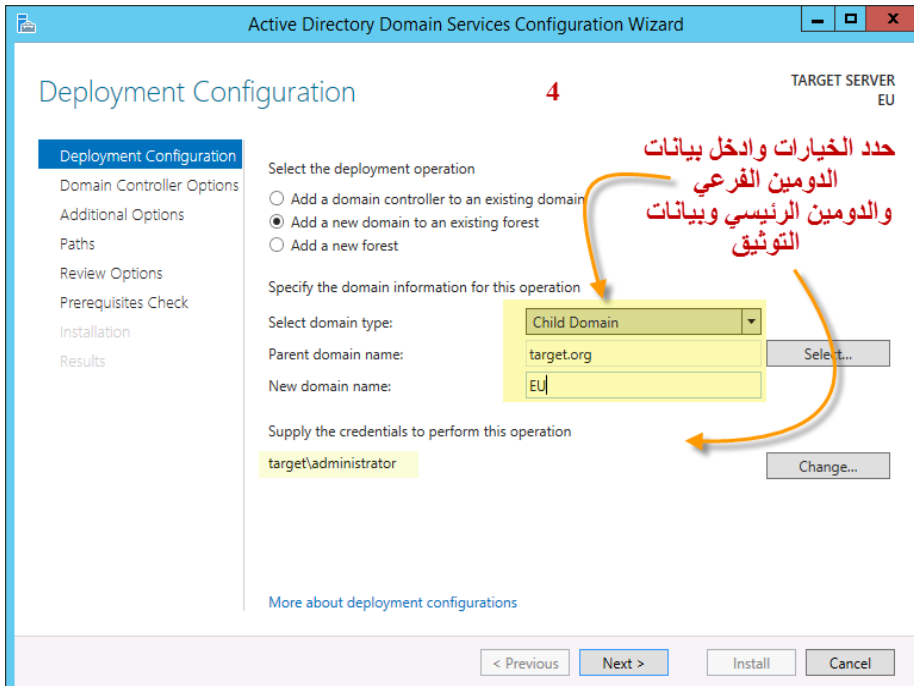 Active Directory Domain Services Configuration Wizard
Deployment Configuration
4
TARGET SERVER
EU
حدد الخيارات وادخل بيانات
الدومين الفرعي
والدومين الرئيسي وبيانات
التوثيق
Deployment Configuration
Domain Controller Options
Additional Options
Paths
Review Options
Prerequisites Check
Installation
Results
Select the deployment operation
Add a domain controller to an existing domain
Add a new domain to an existing forest
Add a new forest
Specify the domain information for this operation
Select domain type: Child Domain
Parent domain name: target.org Select...
New domain name: EU
Supply the credentials to perform this operation
target\administrator Change...
More about deployment configurations
< Previous Next > Install Cancel